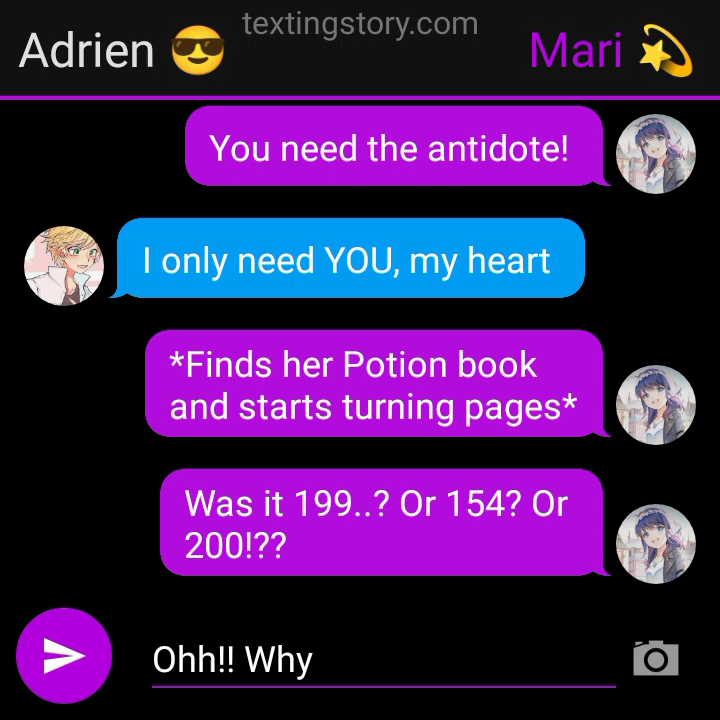 textingstory.com
Adrien 😎
Mari 💫
You need the antidote!
I only need YOU, my heart
*Finds her Potion book
and starts turning pages*
Was it 199..? Or 154? Or
200!??
Ohh!! Why